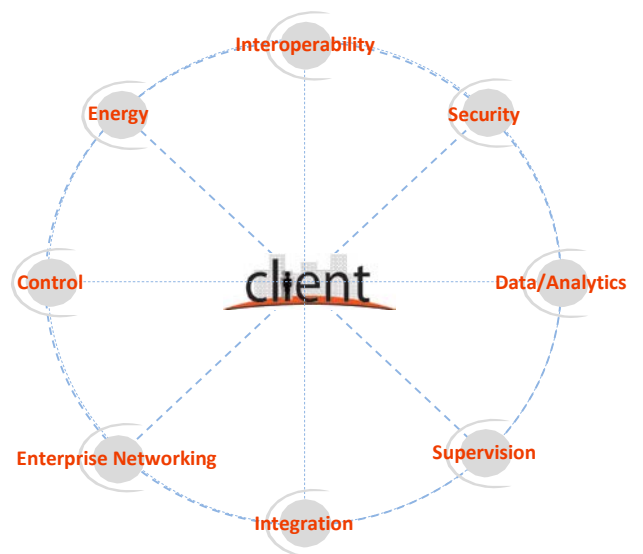 Interoperability
Energy
Security
client
Control
Data/Analytics
Enterprise Networking
Supervision
Integration